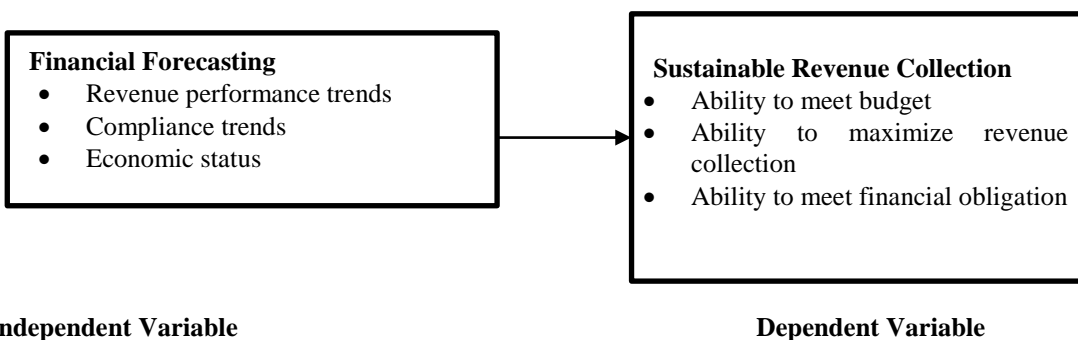 Financial Forecasting
• Revenue performance trends
• Compliance trends
• Economic status
Sustainable Revenue Collection
• Ability to meet budget
• Ability to maximize revenue
collection
• Ability to meet financial obligation
ndependent Variable
Dependent Variable